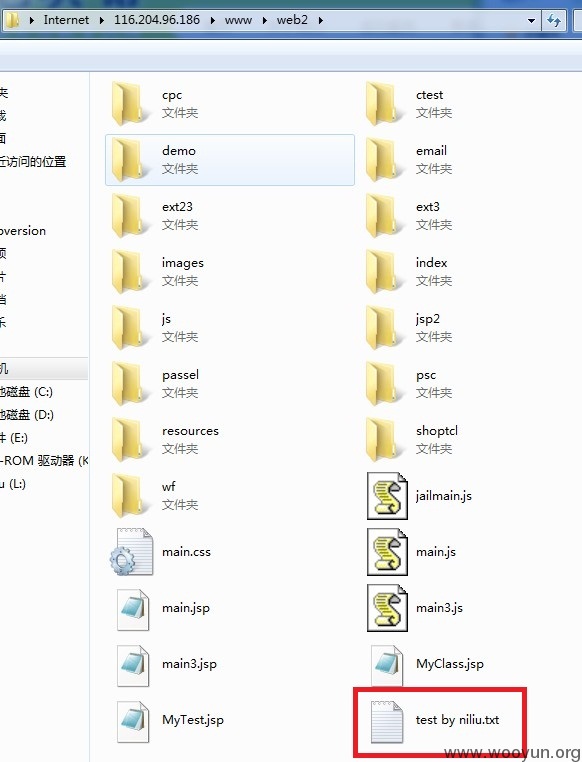 Internet 116.204.96.186 www web2
夹
戏
面
近访问的位置
bversion
频
片
档
乐
机
地磁盘 (C:)
地磁盘 (D:)
件 (E:)
-ROM 驱动器 (K
u (L:)
cpc
文件夹
ctest
文件夹
demo
文件夹
email
文件夹
ext23
文件夹
ext3
文件夹
images
文件夹
index
文件夹
js
文件夹
jsp2
文件夹
passel
文件夹
psc
文件夹
resources
文件夹
shoptcl
文件夹
wf
文件夹
jailmain.js
main.css
main.js
main.jsp
main3.js
main3.jsp
MyClass.jsp
MyTest.jsp
test by niliu.txt
www.wooyun.org